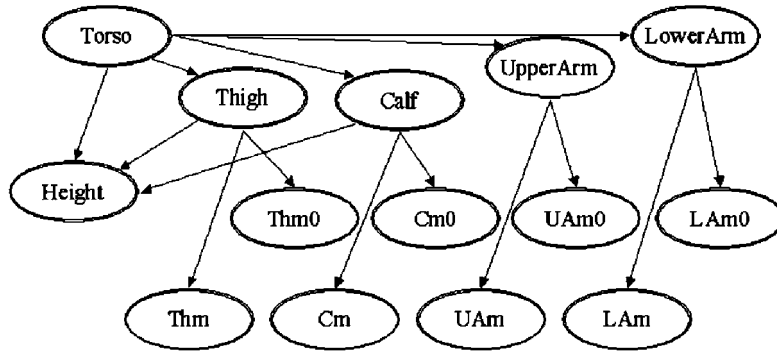 Torso
LowerArm
UpperArm
Thigh
Calf
Height
Thm0
Cm0
UAm0
LAm0
Thm
Cm
UAm
LAm